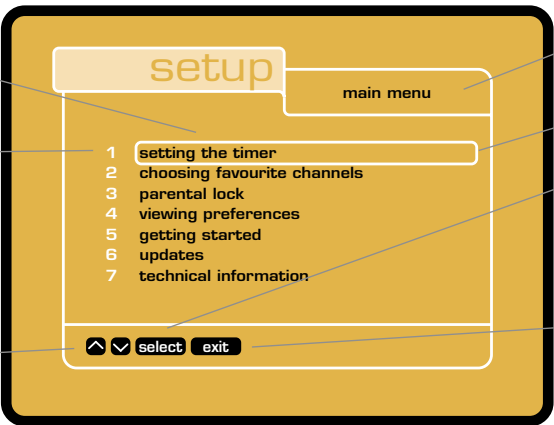 setup
main menu
1 setting the timer
2 choosing favourite channels
3 parental lock
4 viewing preferences
5 getting started
6 updates
7 technical information
select exit